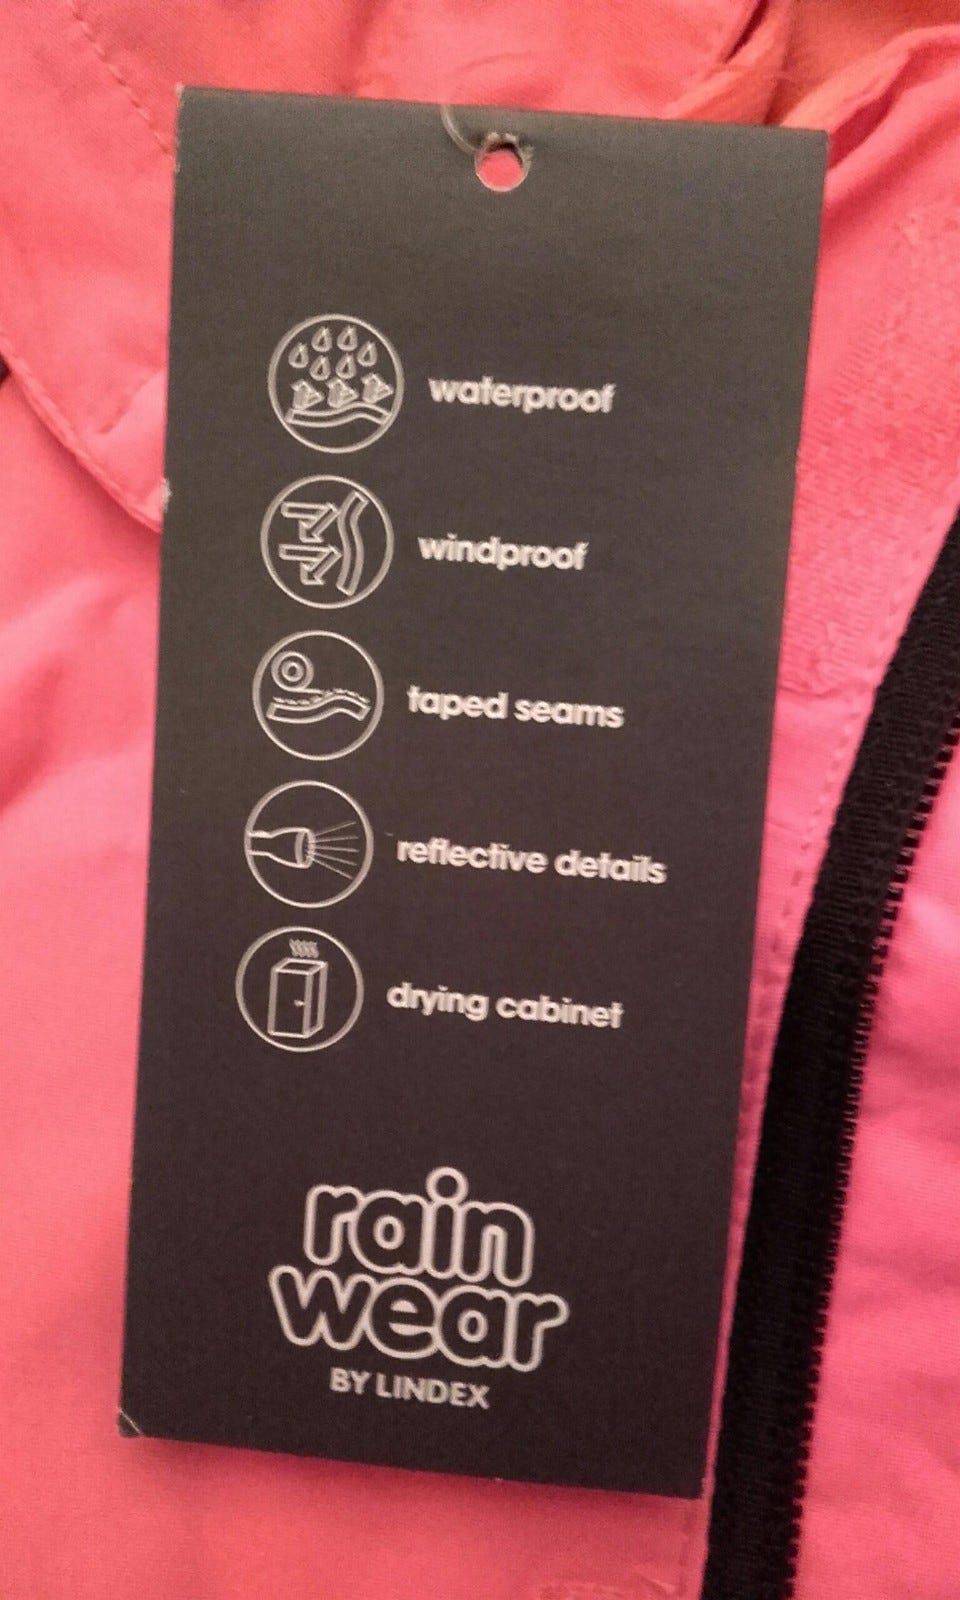 waterproof
windproof
taped seams
reflective details
drying cabinet
rain
wear
BY LINDEX